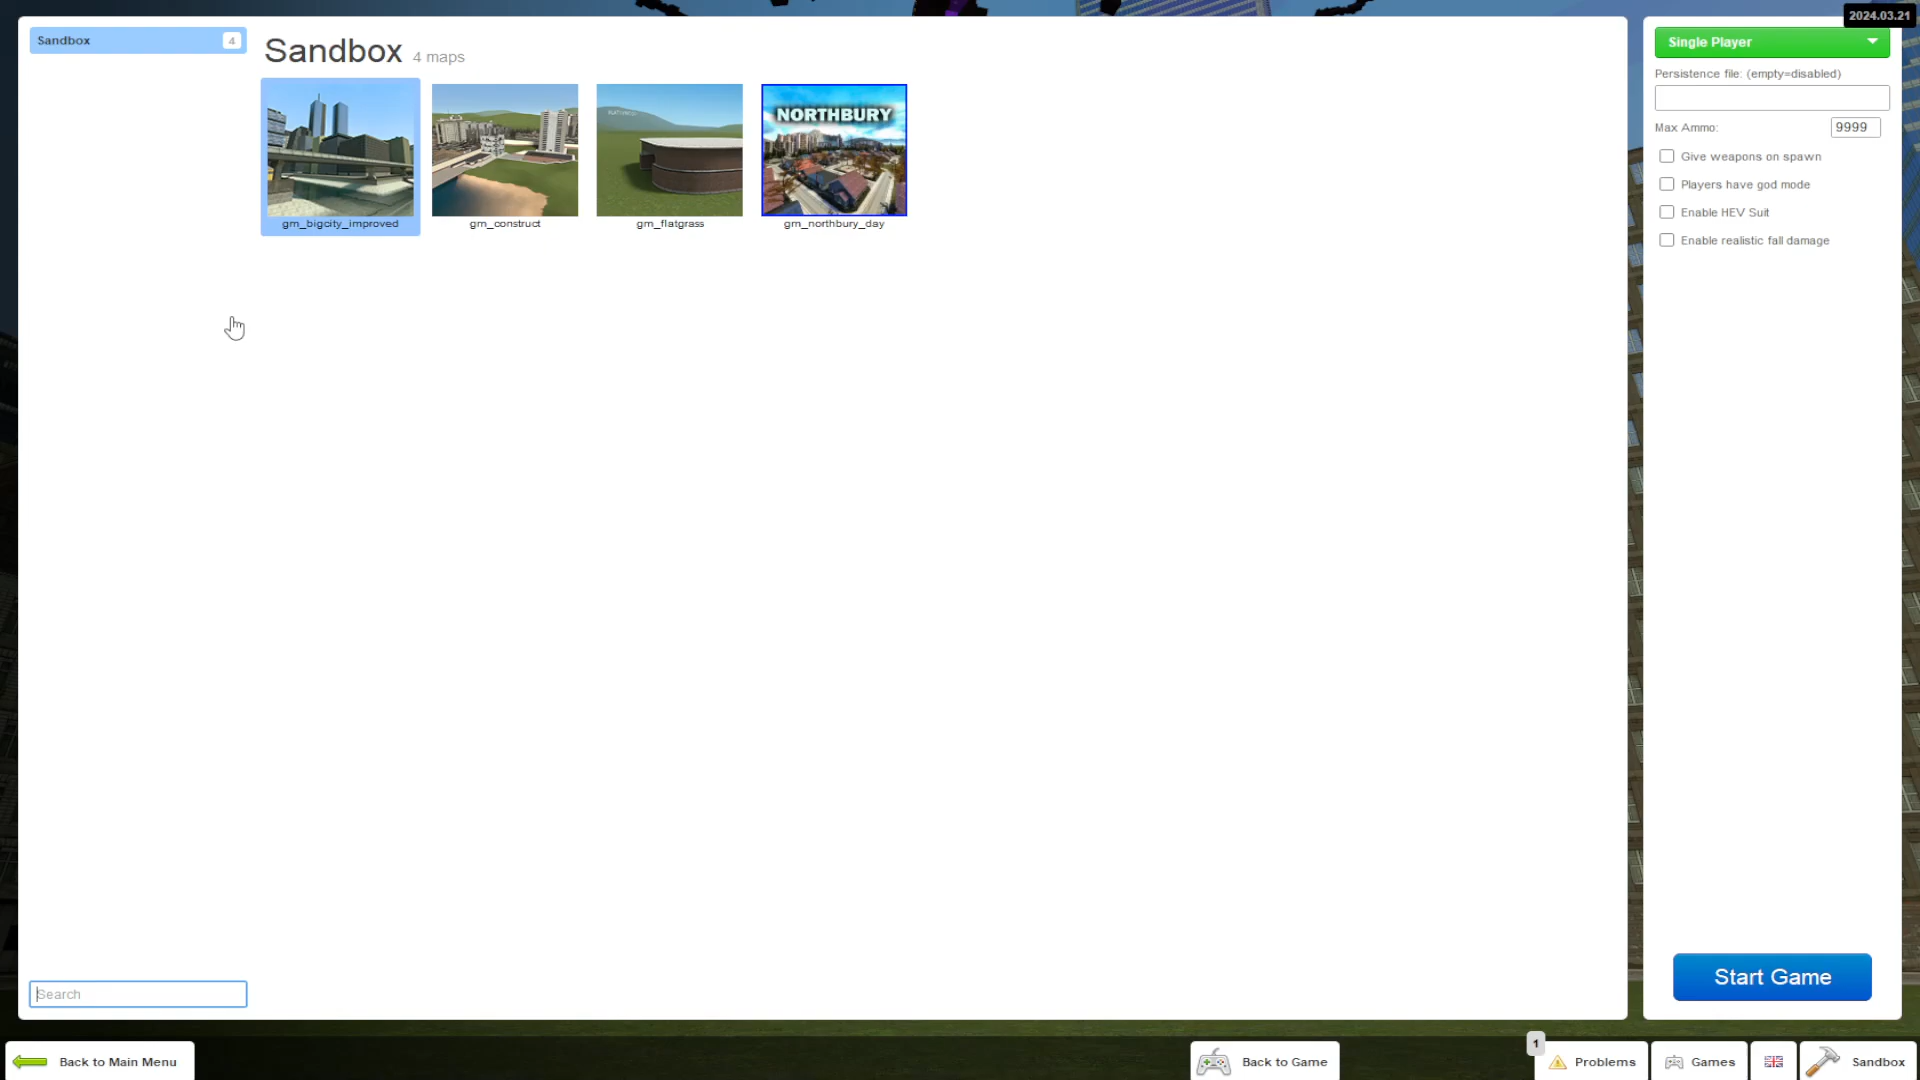 2024.03.21
Sandbox 4
Sandbox 4 maps
NORTHBURY
gm_bigcity_improved
gm_construct
gm_flatgrass
gm_northbury_day
Search
Single Player
Persistence file: (empty=disabled)
Max Ammo: 9999
Give weapons on spawn
Players have god mode
Enable HEV Suit
Enable realistic fall damage
Start Game
Back to Main Menu
Back to Game
1
Problems
Games
Sandbox